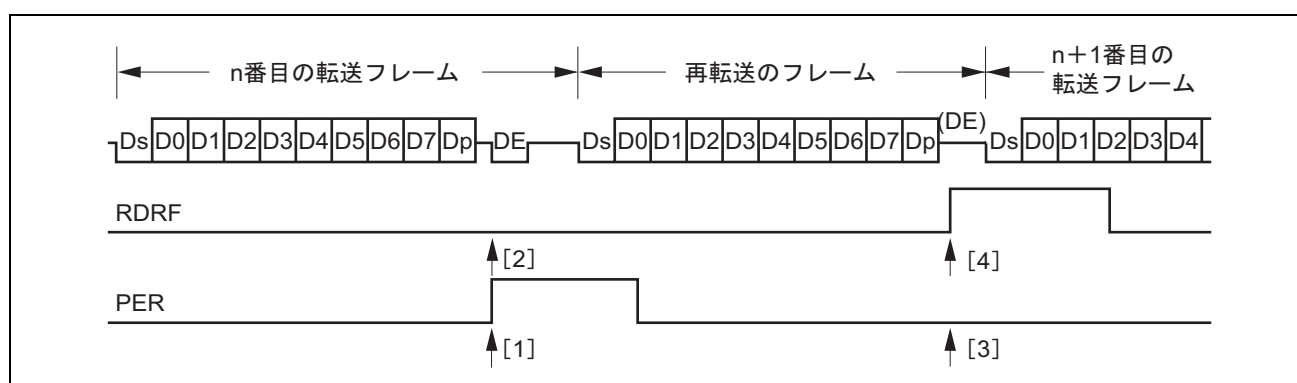 n番目の転送フレーム
再転送のフレーム
n+1番目の
転送フレーム
Ds D0 D1 D2 D3 D4 D5 D6 D7 Dp DE Ds D0 D1 D2 D3 D4 D5 D6 D7 Dp (DE) Ds D0 D1 D2 D3 D4
RDRF
[2]
[4]
PER
[1]
[3]